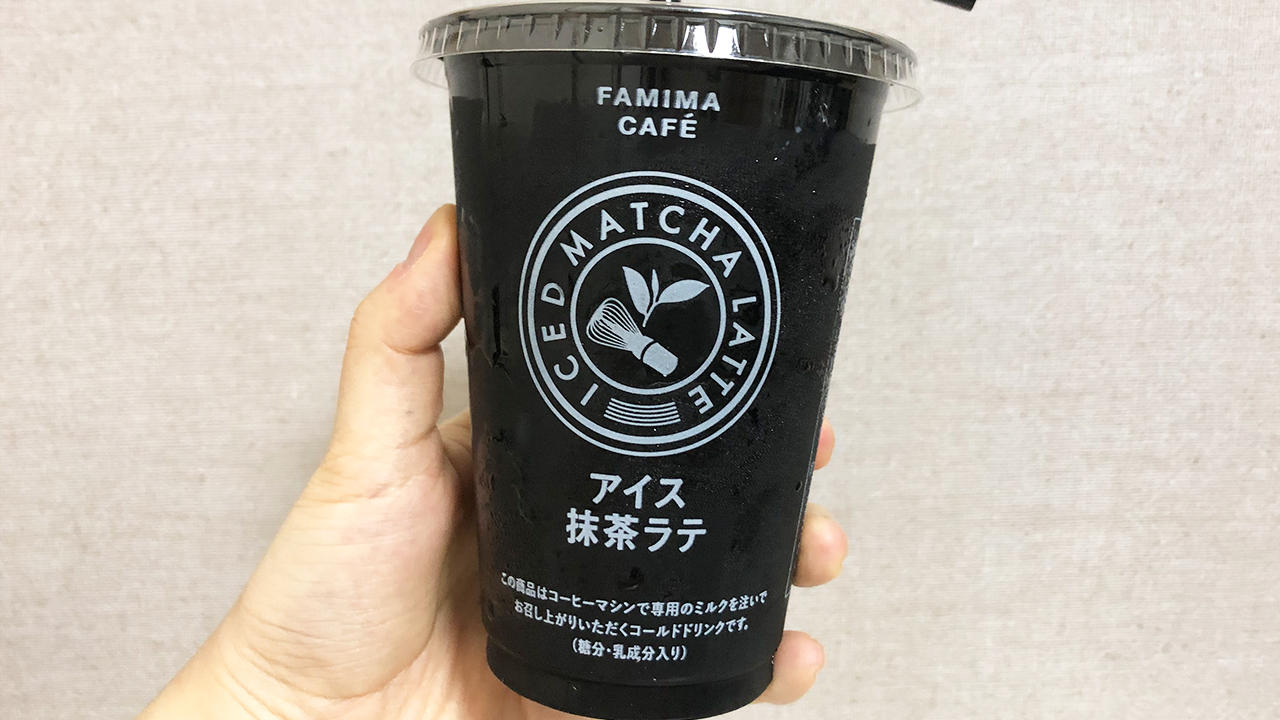 FAMIMA
CAFÉ
ICED MATCHA LATTE
アイス
抹茶ラテ
この商品はコーヒーマシンで専用のミルクを注いで
お召し上がりいただくコールドドリンクです。
(糖分・乳成分入り)